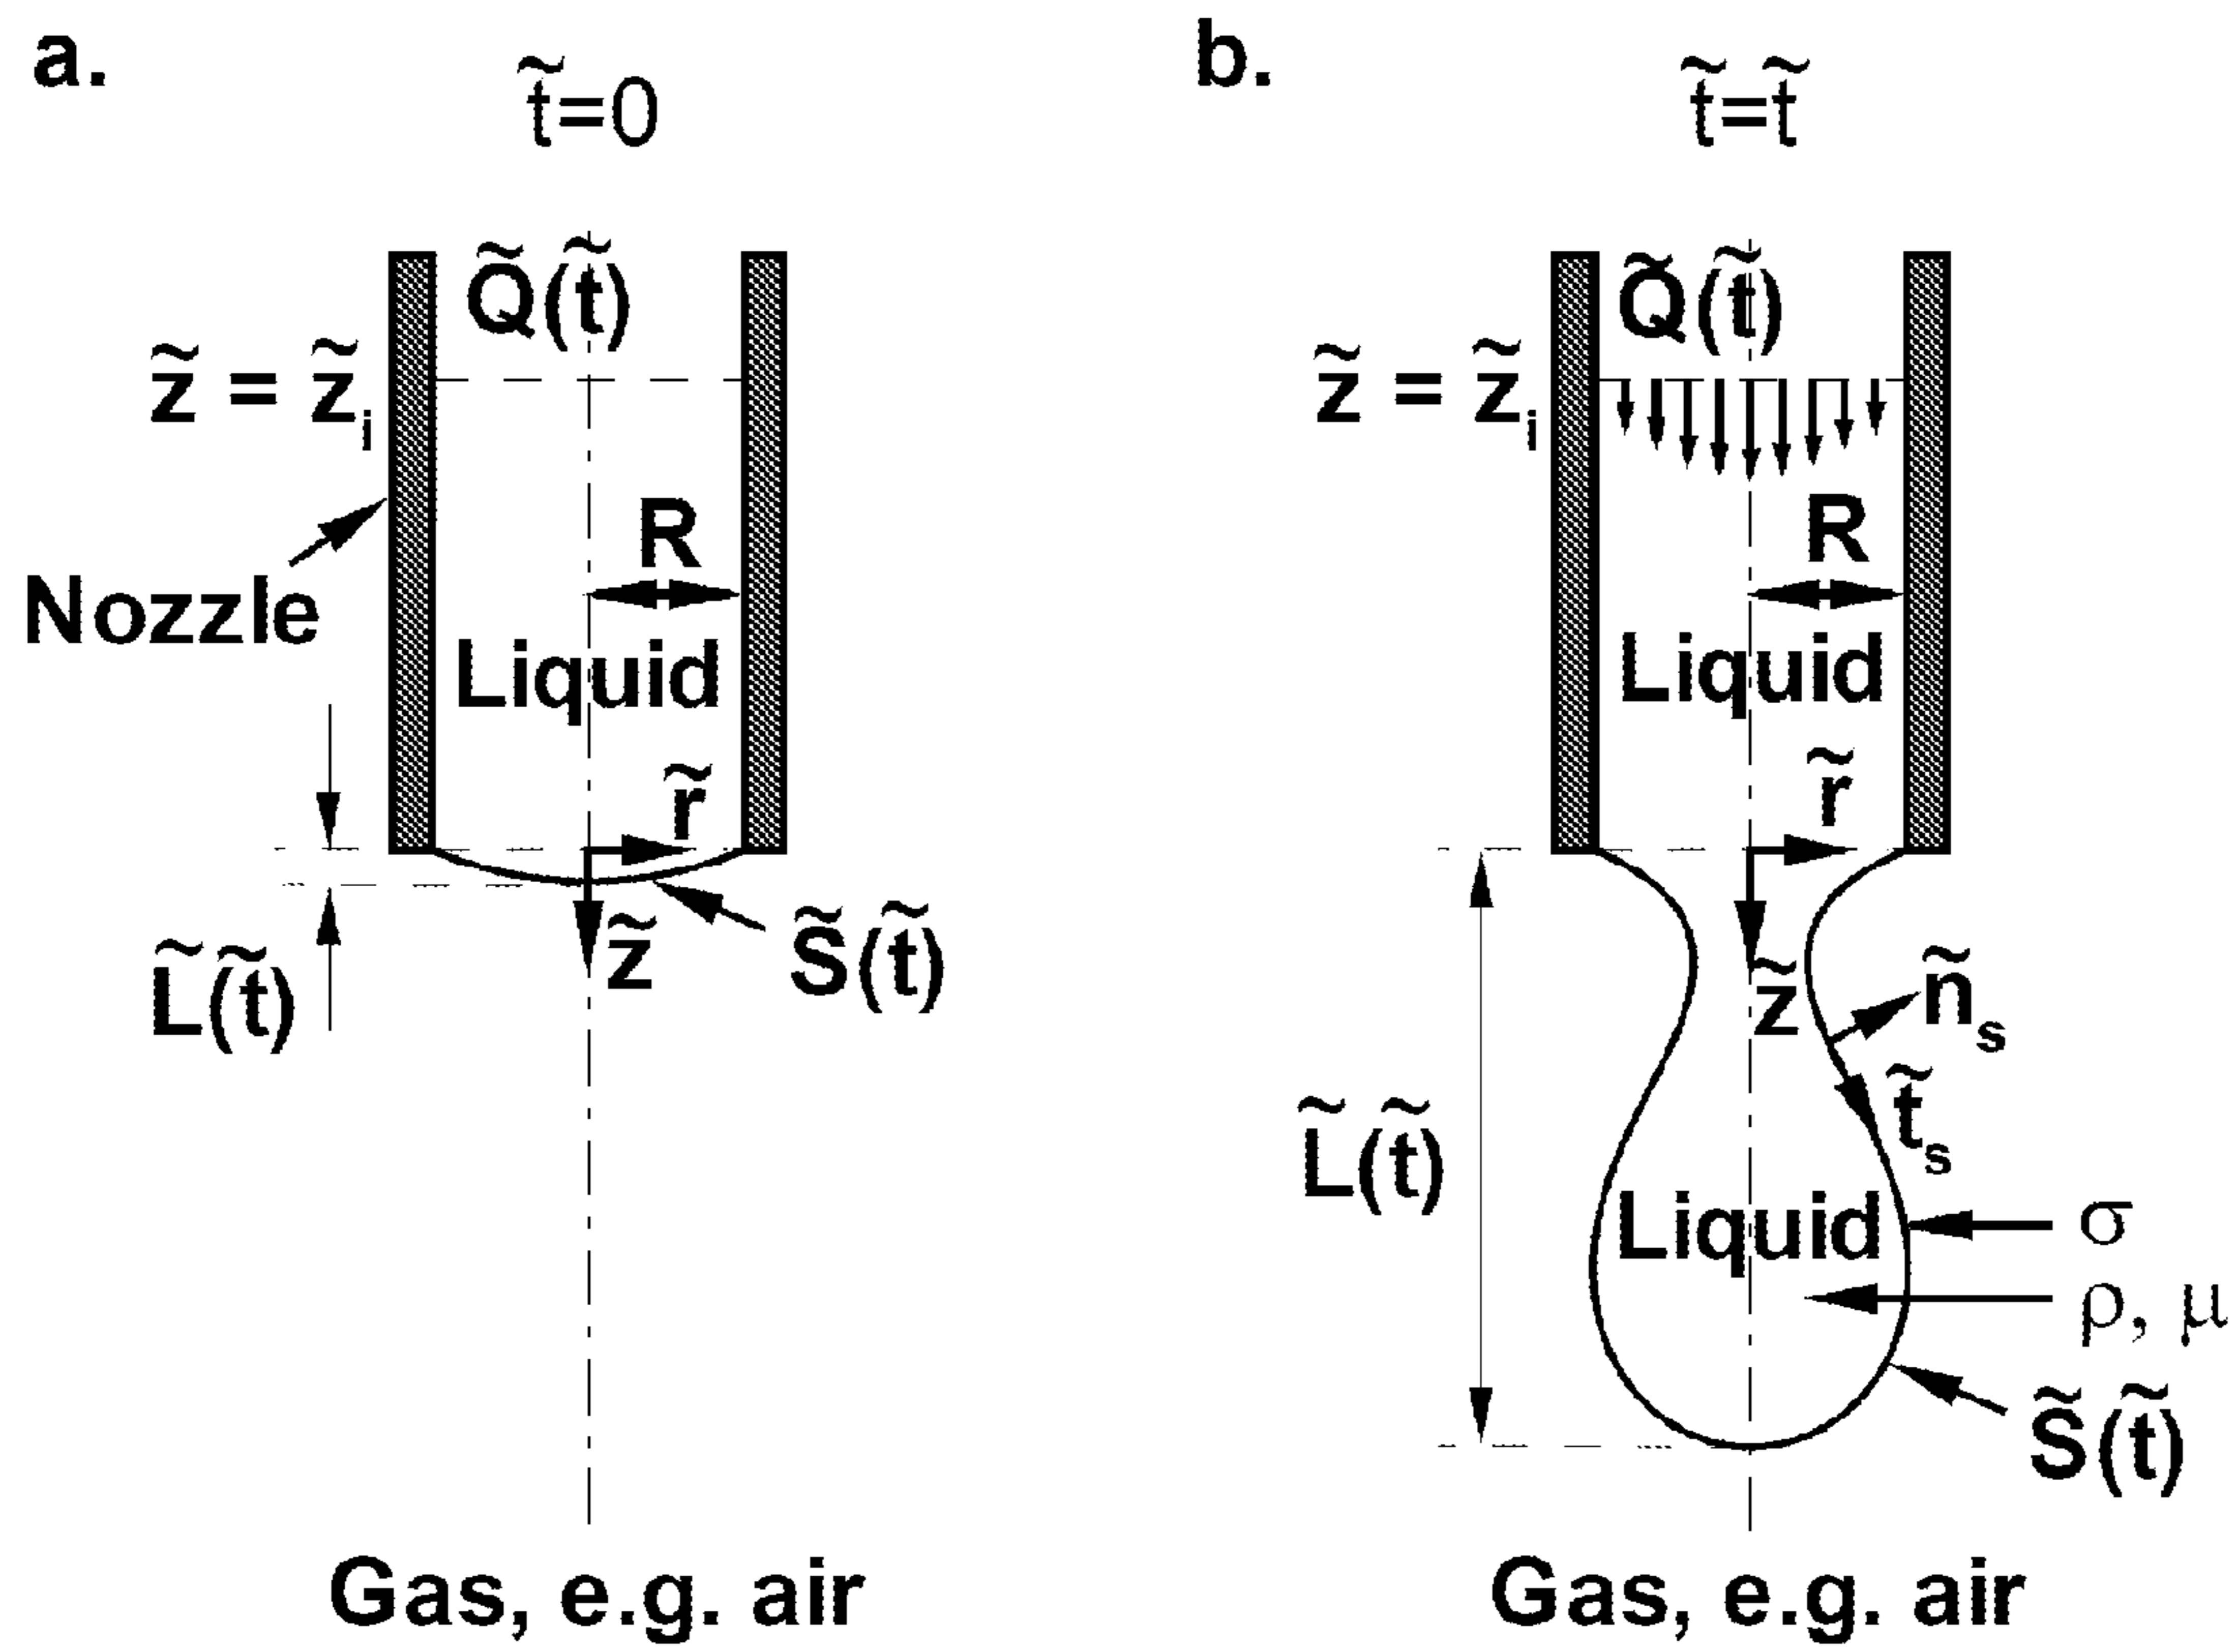 a.
t̃=0
Q̃(t̃)
z̃ = z̃i
R
Nozzle
Liquid
r̃
z̃
S̃(t̃)
L̃(t̃)
Gas, e.g. air
b.
t̃=t̃
Q̃(t̃)
z̃ = z̃i
R
Liquid
r̃
z̃
ñs
t̃s
L̃(t̃)
Liquid
σ
ρ, μ
S̃(t̃)
Gas, e.g. air